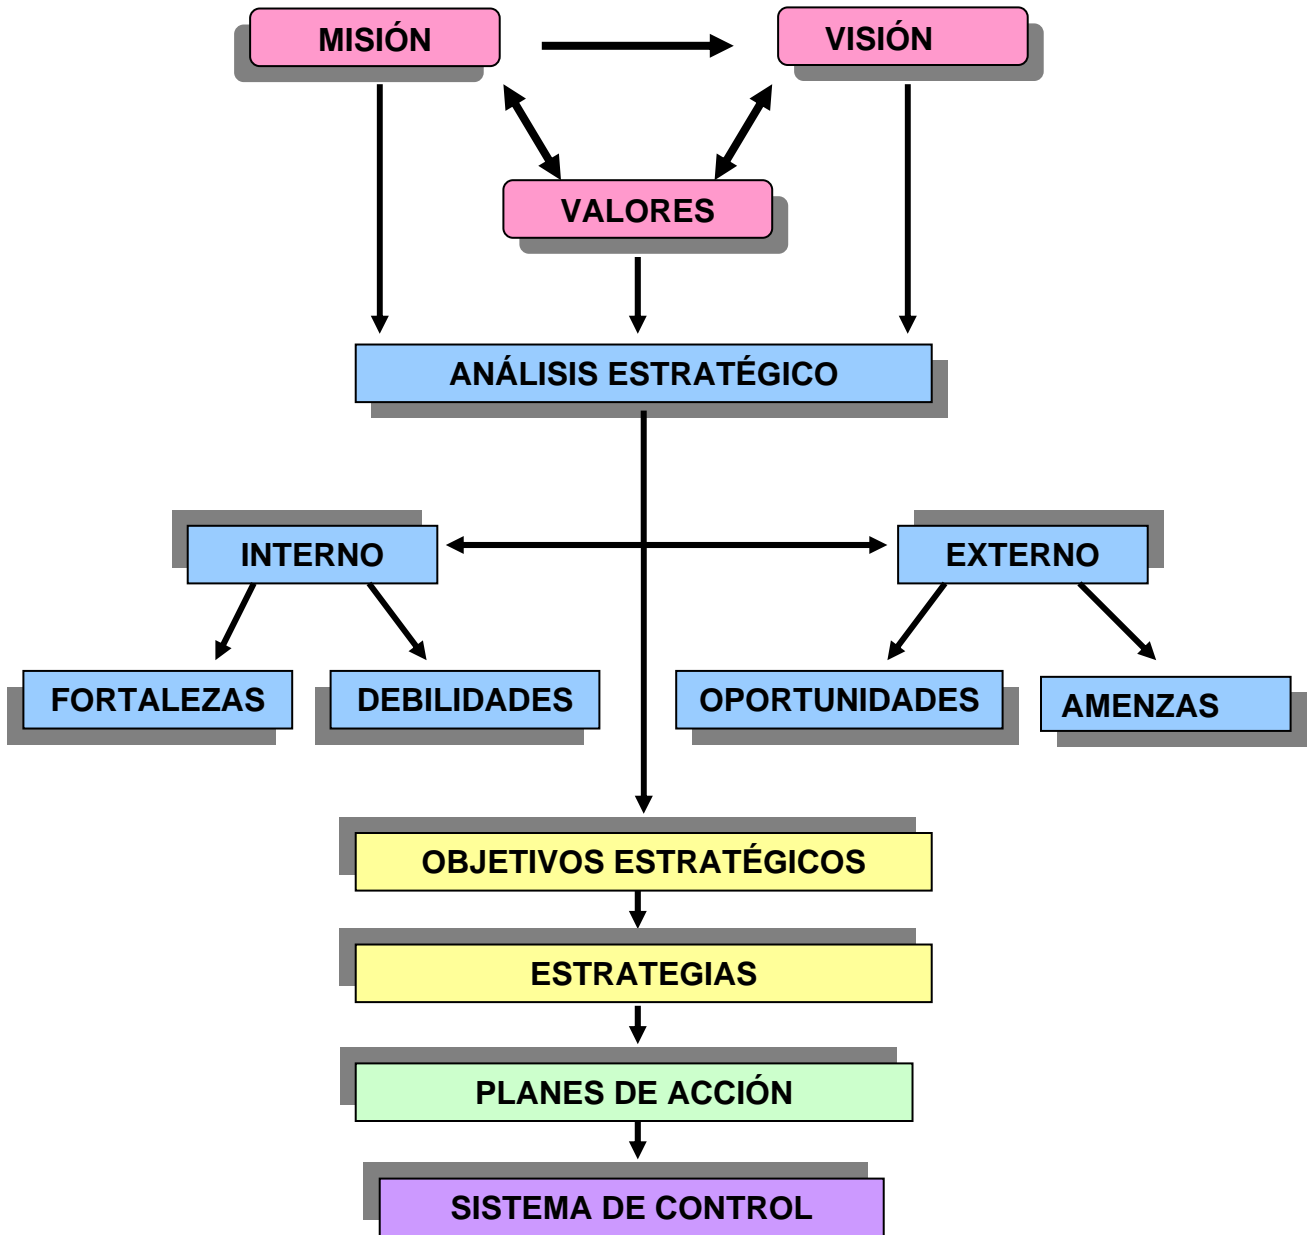 MISIÓN
VISIÓN
VALORES
ANÁLISIS ESTRATÉGICO
INTERNO
EXTERNO
FORTALEZAS
DEBILIDADES
OPORTUNIDADES
AMENZAS
OBJETIVOS ESTRATÉGICOS
ESTRATEGIAS
PLANES DE ACCIÓN
SISTEMA DE CONTROL